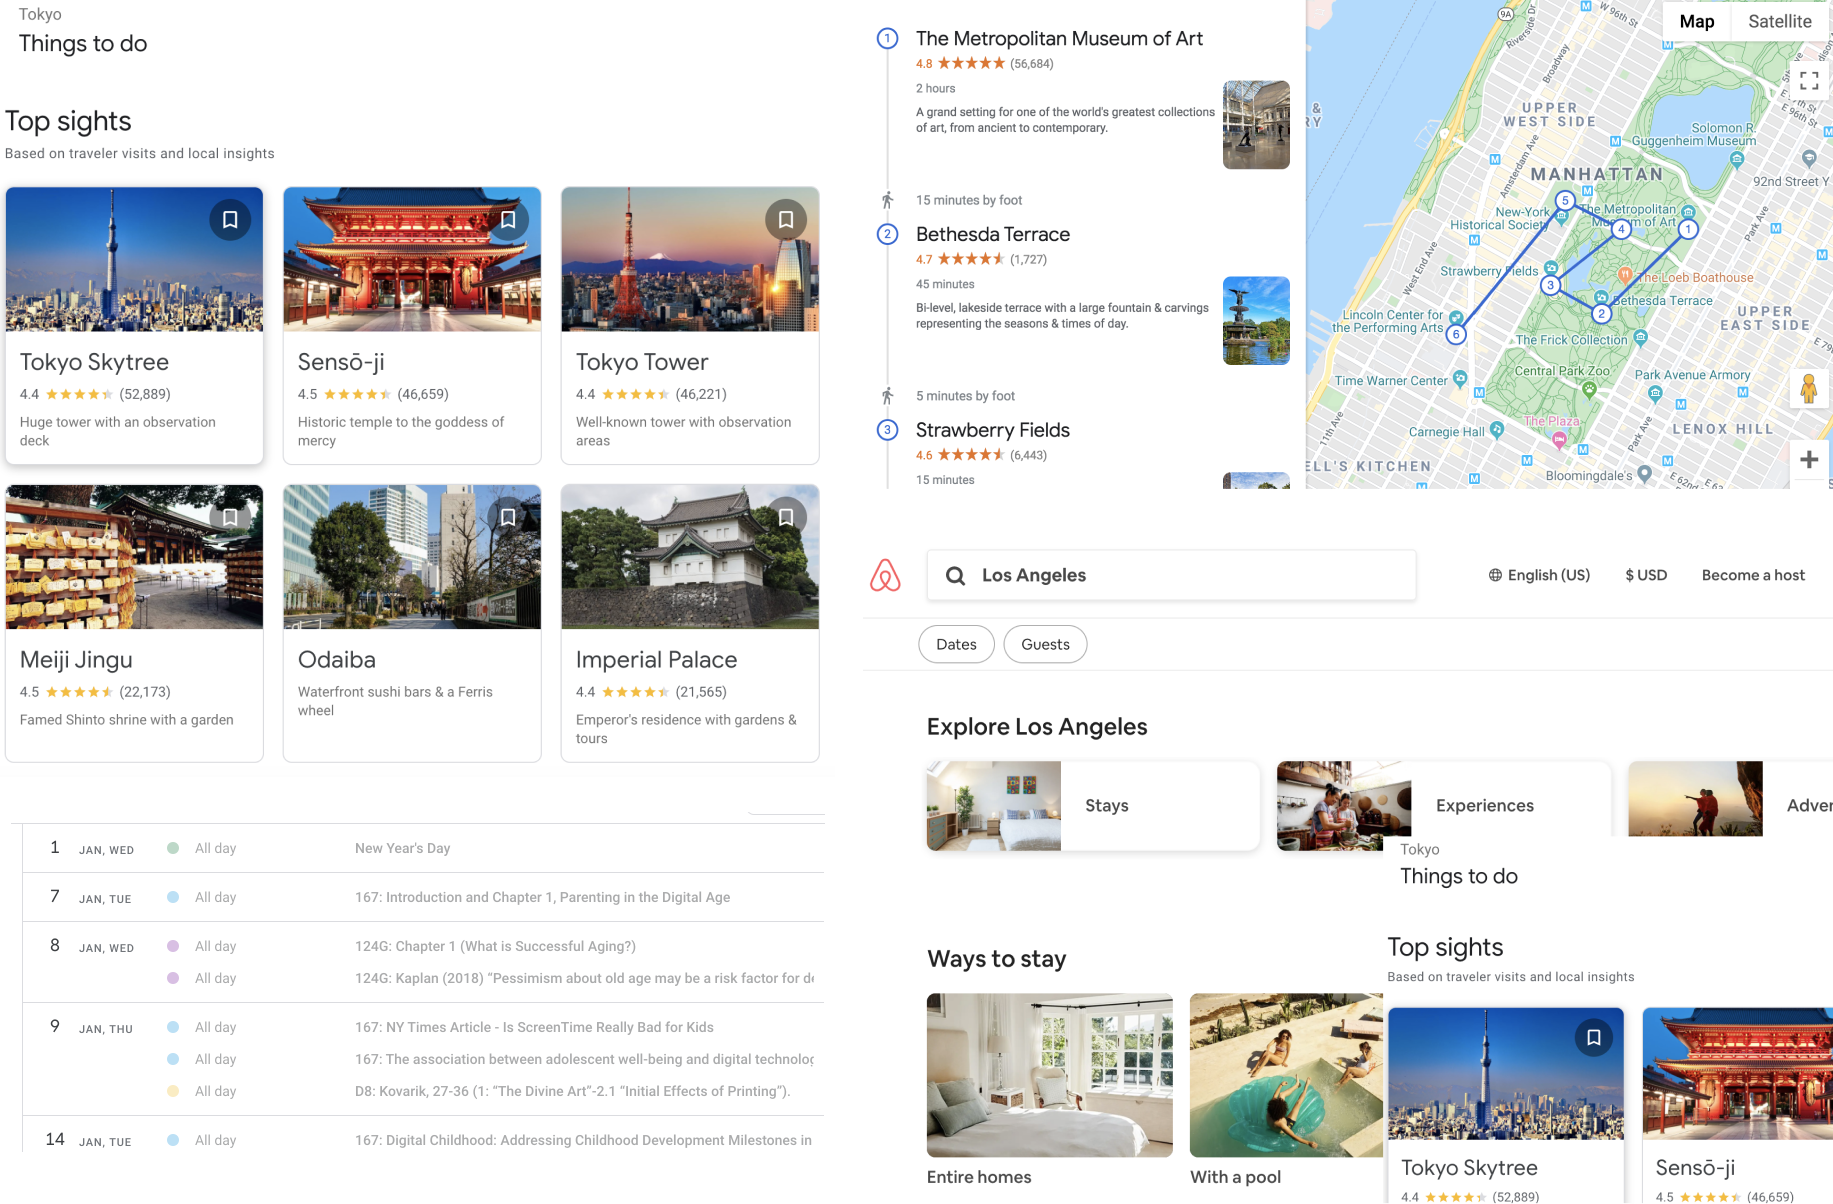 Tokyo
Things to do
Top sights
Based on traveler visits and local insights
Tokyo Skytree
4.4 (52,889)
Huge tower with an observation
deck
Sensō-ji
4.5 (46,659)
Historic temple to the goddess of
mercy
Tokyo Tower
4.4 (46,221)
Well-known tower with observation
areas
Meiji Jingu
4.5 (22,173)
Famed Shinto shrine with a garden
Odaiba
Waterfront sushi bars & a Ferris
wheel
Imperial Palace
4.4 (21,565)
Emperor's residence with gardens &
tours
1 JAN, WED All day New Year's Day
7 JAN, TUE All day 167: Introduction and Chapter 1, Parenting in the Digital Age
8 JAN, WED All day 124G: Chapter 1 (What is Successful Aging?)
All day 124G: Kaplan (2018) “Pessimism about old age may be a risk factor for de
9 JAN, THU All day 167: NY Times Article - Is ScreenTime Really Bad for Kids
All day 167: The association between adolescent well-being and digital technolog
All day D8: Kovarik, 27-36 (1: “The Divine Art”-2.1 “Initial Effects of Printing”).
14 JAN, TUE All day 167: Digital Childhood: Addressing Childhood Development Milestones in
1 The Metropolitan Museum of Art
4.8 (56,684)
2 hours
A grand setting for one of the world's greatest collections
of art, from ancient to contemporary.
15 minutes by foot
2 Bethesda Terrace
4.7 (1,727)
45 minutes
Bi-level, lakeside terrace with a large fountain & carvings
representing the seasons & times of day.
5 minutes by foot
3 Strawberry Fields
4.6 (6,443)
15 minutes
Map Satellite
9A
Riverside Dr
W 96th St
Broadway
E 96th St
UPPER
WEST SIDE
Amsterdam Ave
Solomon R.
Guggenheim Museum
MANHATTAN
92nd Street Y
New-York
Historical Society
The Metropolitan
Museum of Art
Park Ave
West End Ave
5
4
1
Strawberry Fields
The Loeb Boathouse
3
Bethesda Terrace
2
Lincoln Center for
the Performing Arts
6
UPPER
EAST SIDE
The Frick Collection
E 79
Central Park Zoo
Time Warner Center
Park Avenue Armory
11th Ave
The Plaza
Carnegie Hall
Park Ave
LENOX HILL
ELL'S KITCHEN
Bloomingdale's
E 62nd St
Los Angeles
English (US)
$ USD
Become a host
Dates
Guests
Explore Los Angeles
Stays
Experiences
Adver
Ways to stay
Entire homes
With a pool
Tokyo
Things to do
Top sights
Based on traveler visits and local insights
Tokyo Skytree
4.4 (52,889)
Sensō-ji
4.5 (46,659)